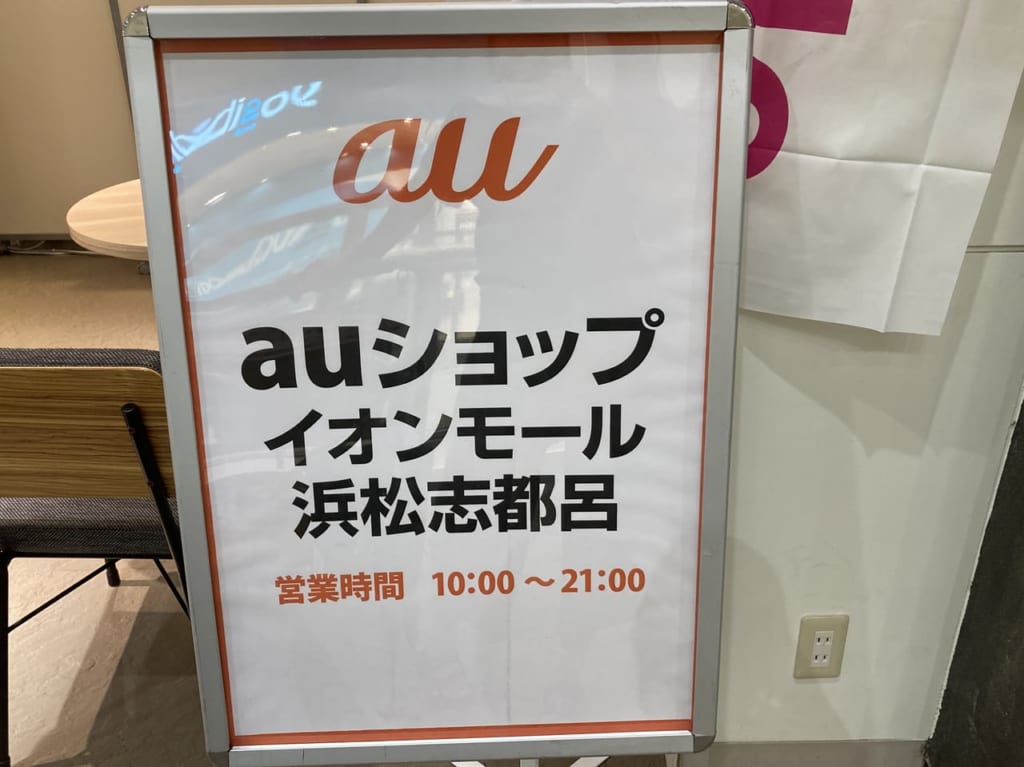 au
auショップ
イオンモール
浜松志都呂
営業時間 10:00 〜 21:00